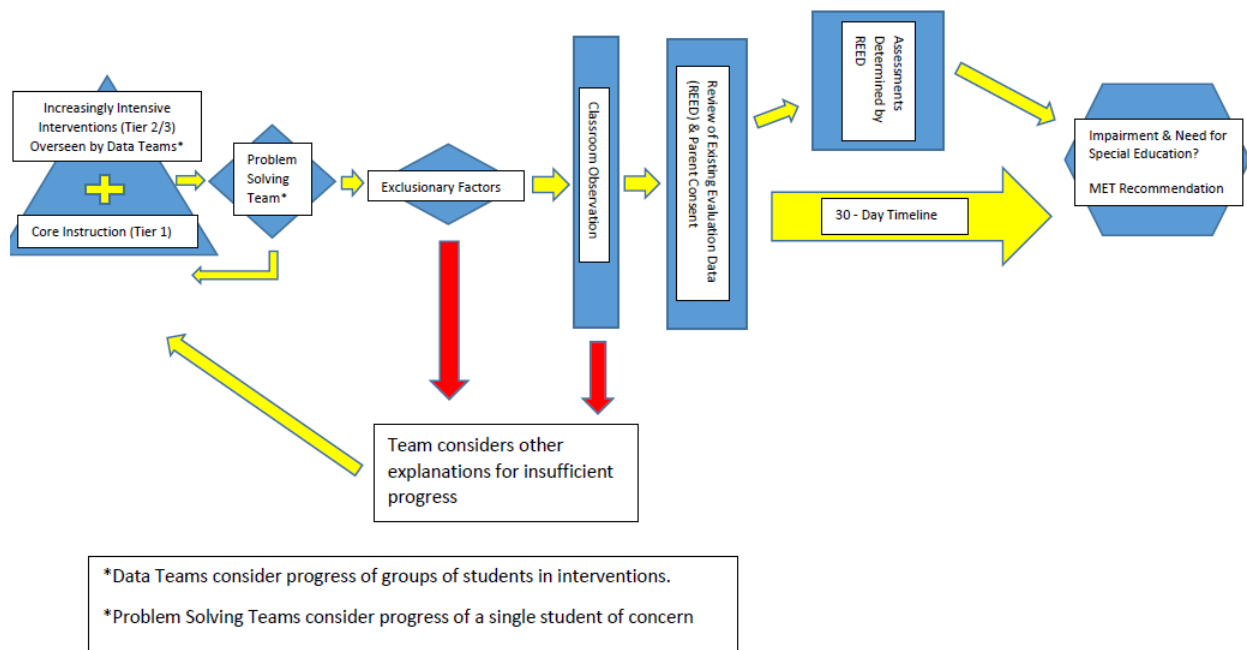 Increasingly Intensive
Interventions (Tier 2/3)
Overseen by Data Teams*
Core Instruction (Tier 1)
Problem
Solving
Team*
Exclusionary Factors
Classroom Observation
Review of Existing Evaluation Data
(REED) & Parent Consent
Assessments
Determined by
REED
30 - Day Timeline
Impairment & Need for
Special Education?
MET Recommendation
Team considers other
explanations for insufficient
progress
*Data Teams consider progress of groups of students in interventions.
*Problem Solving Teams consider progress of a single student of concern